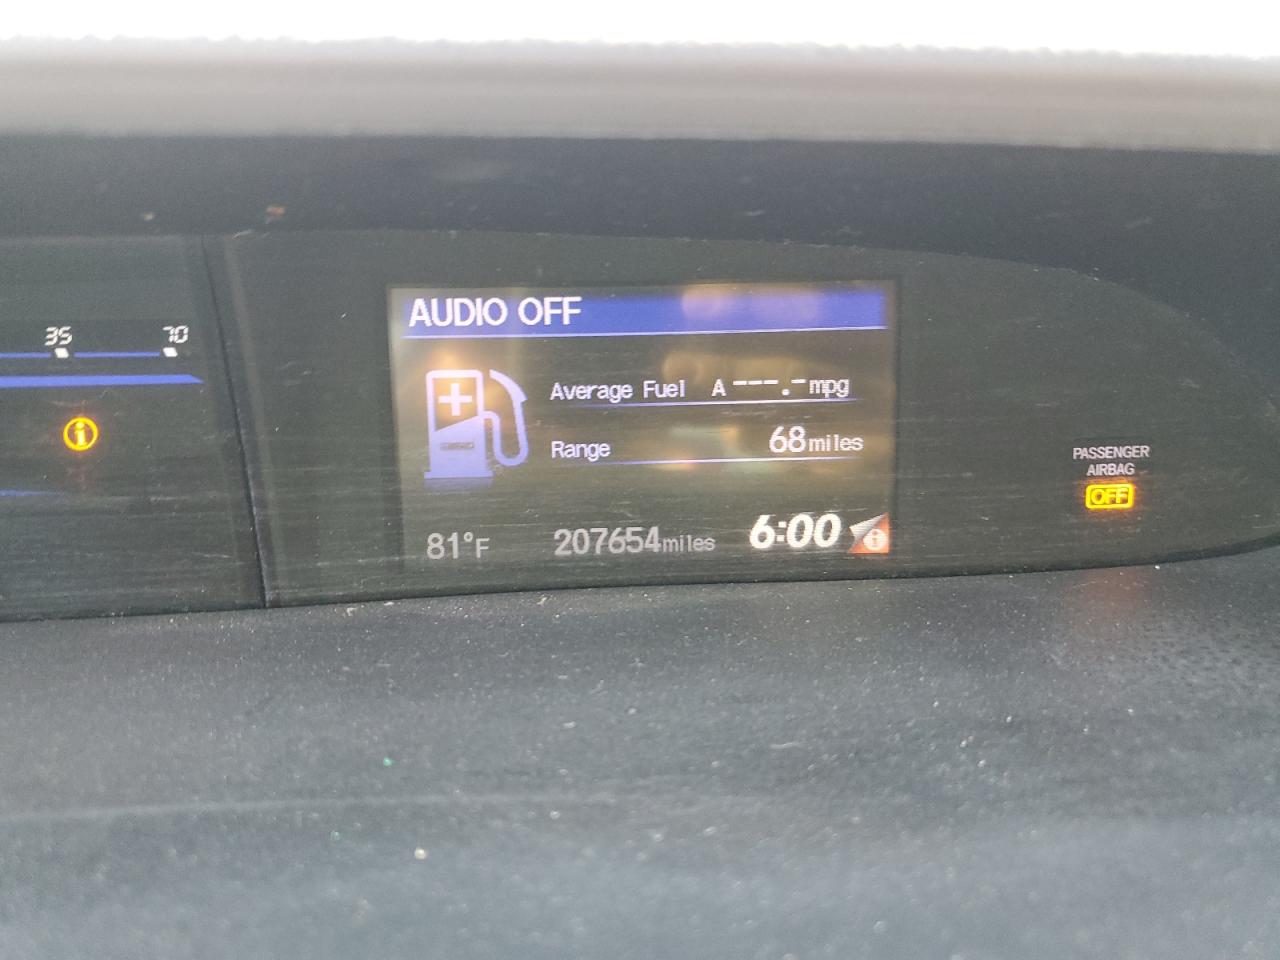 35 70
AUDIO OFF
Average Fuel A ---.- mpg
Range 68 miles
81°F 207654 miles 6:00
PASSENGER
AIRBAG
OFF